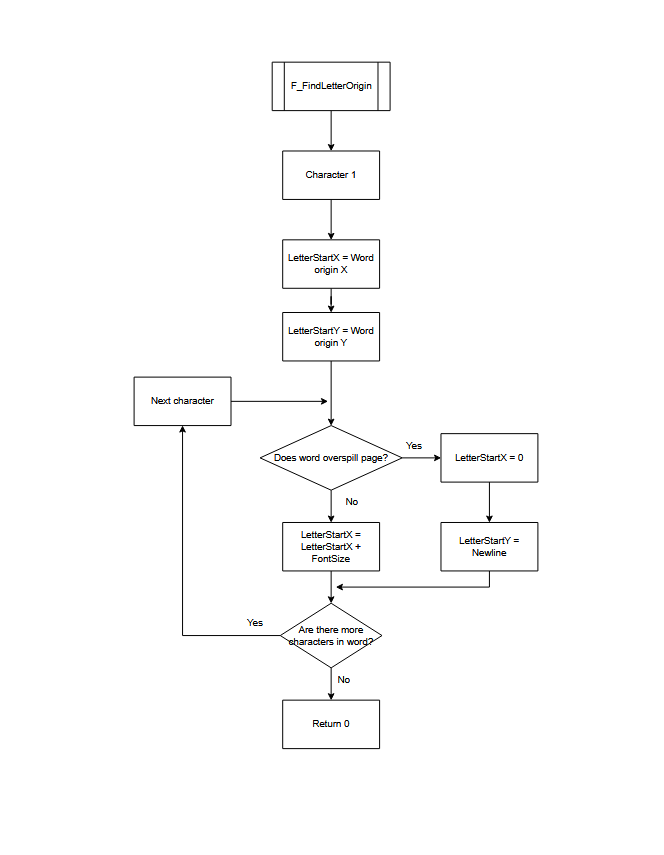 F_FindLetterOrigin
Character 1
LetterStartX = Word
origin X
LetterStartY = Word
origin Y
Next character
Does word overspill page?
Yes
LetterStartX = 0
No
LetterStartX =
LetterStartX +
FontSize
LetterStartY =
Newline
Are there more
characters in word?
Yes
No
Return 0